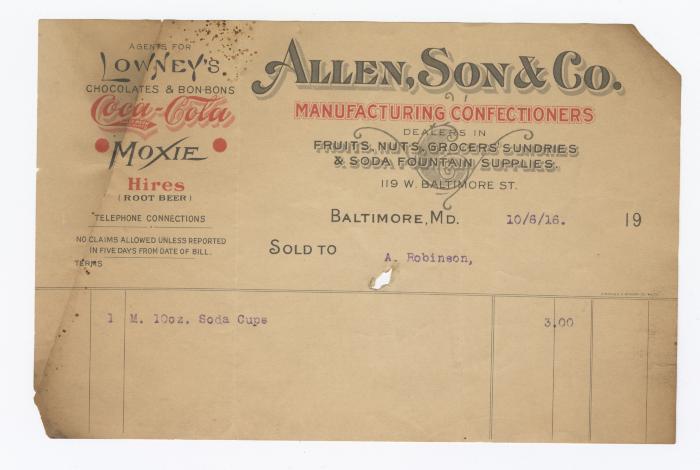 AGENTS FOR
LOWNEY'S
CHOCOLATES & BON-BONS
Coca-Cola
MOXIE
Hires
(ROOT BEER)
TELEPHONE CONNECTIONS
NO CLAIMS ALLOWED UNLESS REPORTED
IN FIVE DAYS FROM DATE OF BILL.
TERMS
ALLEN, SON & CO.
MANUFACTURING CONFECTIONERS
DEALERS IN
FRUITS, NUTS, GROCERS' SUNDRIES
& SODA FOUNTAIN SUPPLIES.
119 W. BALTIMORE ST.
BALTIMORE, MD. 10/6/16. 19
SOLD TO A. Robinson,
1 M. 10oz. Soda Cups 3.00